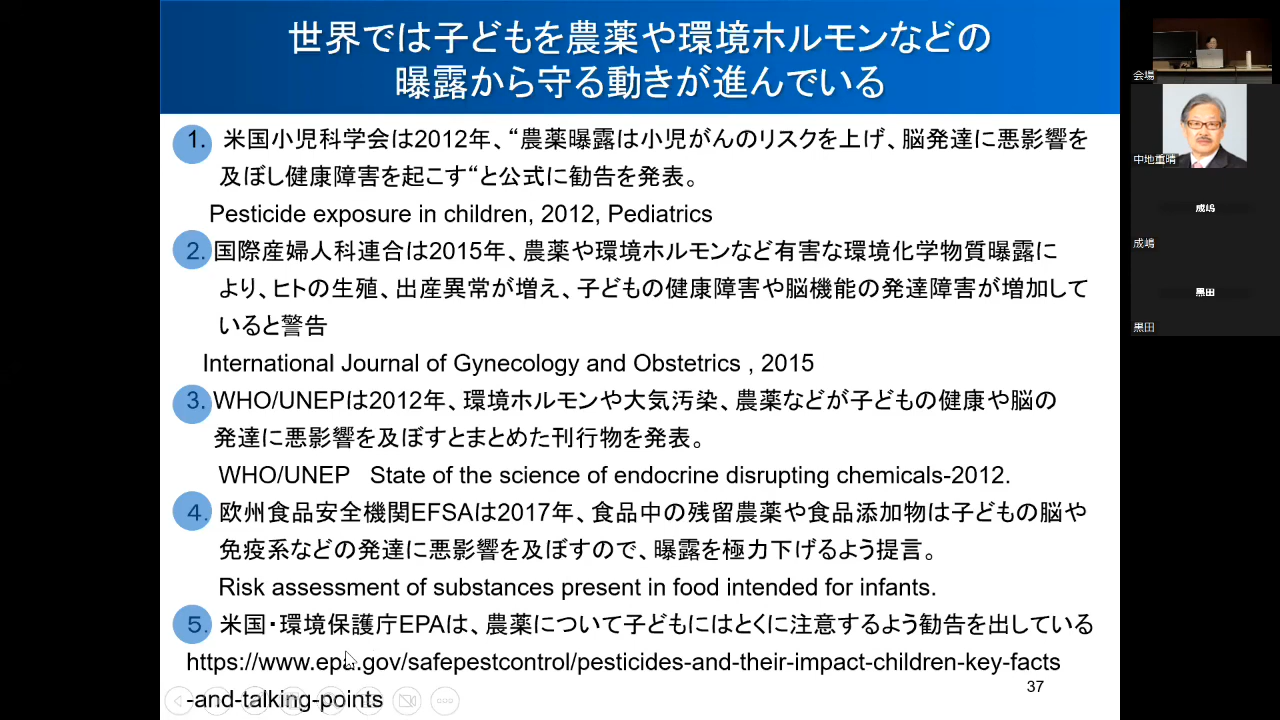 世界では子どもを農薬や環境ホルモンなどの
曝露から守る動きが進んでいる
1. 米国小児科学会は2012年、“農薬曝露は小児がんのリスクを上げ、脳発達に悪影響を
及ぼし健康障害を起こす“と公式に勧告を発表。
Pesticide exposure in children, 2012, Pediatrics
2. 国際産婦人科連合は2015年、農薬や環境ホルモンなど有害な環境化学物質曝露に
より、ヒトの生殖、出産異常が増え、子どもの健康障害や脳機能の発達障害が増加して
いると警告
International Journal of Gynecology and Obstetrics , 2015
3. WHO/UNEPは2012年、環境ホルモンや大気汚染、農薬などが子どもの健康や脳の
発達に悪影響を及ぼすとまとめた刊行物を発表。
WHO/UNEP State of the science of endocrine disrupting chemicals-2012.
4. 欧州食品安全機関EFSAは2017年、食品中の残留農薬や食品添加物は子どもの脳や
免疫系などの発達に悪影響を及ぼすので、曝露を極力下げるよう提言。
Risk assessment of substances present in food intended for infants.
5. 米国・環境保護庁EPAは、農薬について子どもにはとくに注意するよう勧告を出している
https://www.epa.gov/safepestcontrol/pesticides-and-their-impact-children-key-facts
-and-talking-points
37
会場
中地重晴
成嶋
成嶋
黒田
黒田